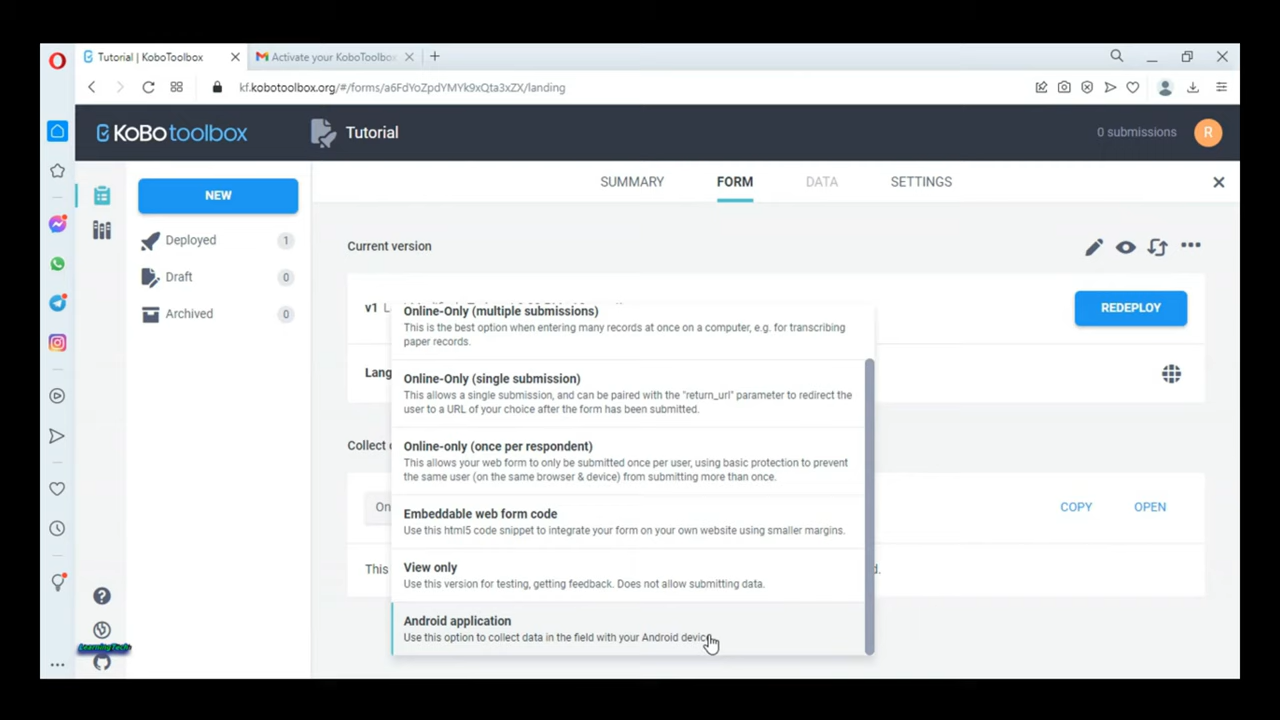 Tutorial | KoboToolbox
Activate your KoboToolbox
kf.kobotoolbox.org/#/forms/a6FdYoZpdYMYk9xQta3xZX/landing
KoBo toolbox
Tutorial
0 submissions
R
NEW
SUMMARY
FORM
DATA
SETTINGS
Deployed
1
Draft
0
Archived
0
Current version
v1
REDEPLOY
Lang
Online-Only (multiple submissions)
This is the best option when entering many records at once on a computer, e.g. for transcribing
paper records.
Online-Only (single submission)
This allows a single submission, and can be paired with the "return_url" parameter to redirect the
user to a URL of your choice after the form has been submitted.
Online-only (once per respondent)
This allows your web form to only be submitted once per user, using basic protection to prevent
the same user (on the same browser & device) from submitting more than once.
Embeddable web form code
Use this html5 code snippet to integrate your form on your own website using smaller margins.
View only
Use this version for testing, getting feedback. Does not allow submitting data.
Android application
Use this option to collect data in the field with your Android device.
Collect
On
COPY
OPEN
This
d.
LearningTech